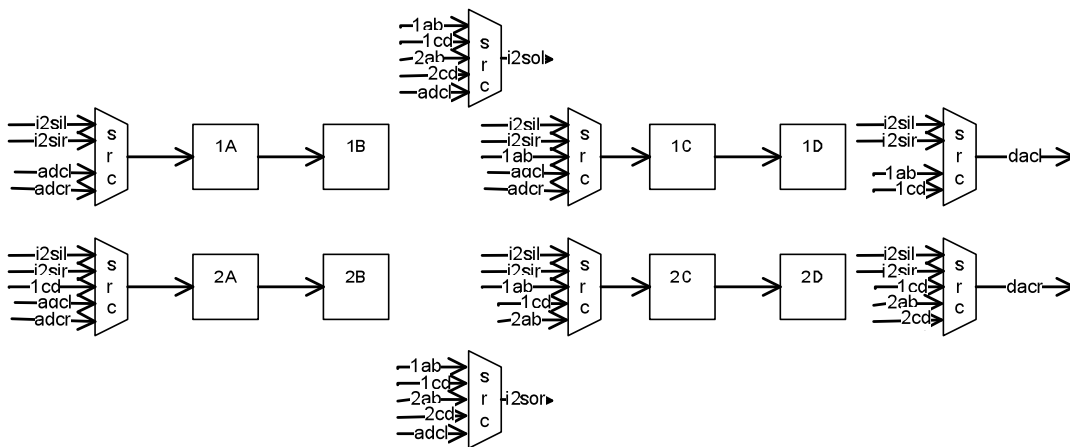 1ab
1cd
2ab
2cd
adcl
src
i2sol
i2sil
i2sir
adcl
adcr
src
1A
1B
i2sil
i2sir
1ab
adcl
adcr
src
1C
1D
i2sil
i2sir
1ab
1cd
src
dacl
i2sil
i2sir
1cd
adcl
adcr
src
2A
2B
i2sil
i2sir
1ab
1cd
2ab
src
2C
2D
i2sil
i2sir
1cd
2ab
2cd
src
dacr
1ab
1cd
2ab
2cd
adcl
src
i2sor